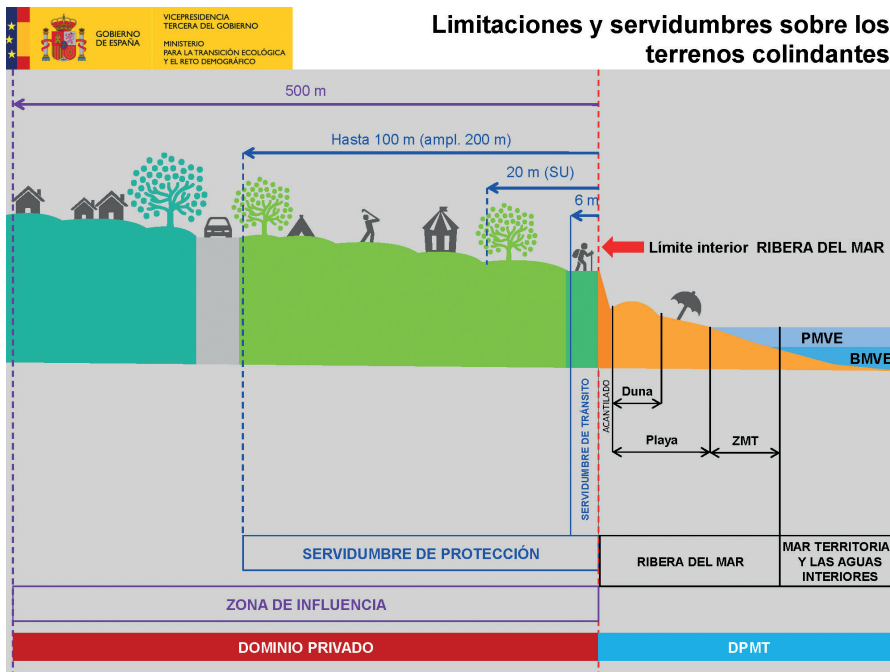 GOBIERNO
DE ESPAÑA
VICEPRESIDENCIA
TERCERA DEL GOBIERNO
MINISTERIO
PARA LA TRANSICIÓN ECOLÓGICA
Y EL RETO DEMOGRÁFICO
Limitaciones y servidumbres sobre los
terrenos colindantes
500 m
Hasta 100 m (ampl. 200 m)
20 m (SU)
6 m
Límite interior RIBERA DEL MAR
PMVE
BMVE
SERVIDUMBRE DE TRÁNSITO
ACANTILADO
Duna
Playa
ZMT
SERVIDUMBRE DE PROTECCIÓN
RIBERA DEL MAR
MAR TERRITORIA
Y LAS AGUAS
INTERIORES
ZONA DE INFLUENCIA
DOMINIO PRIVADO
DPMT